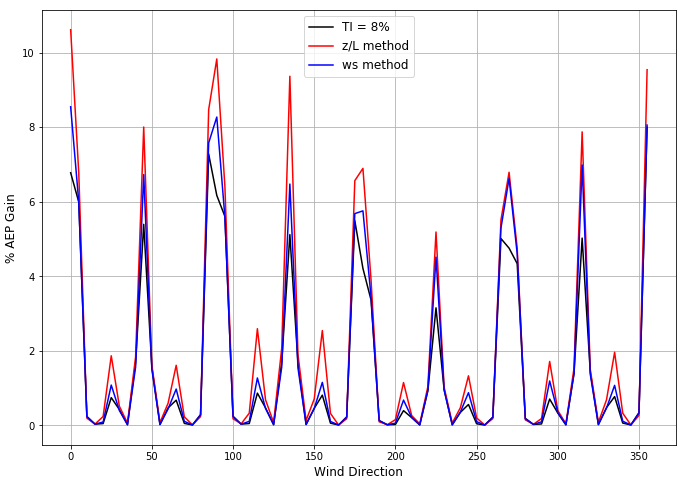 TI = 8%
z/L method
ws method
10
8
6
4
2
0
% AEP Gain
0 50 100 150 200 250 300 350
Wind Direction